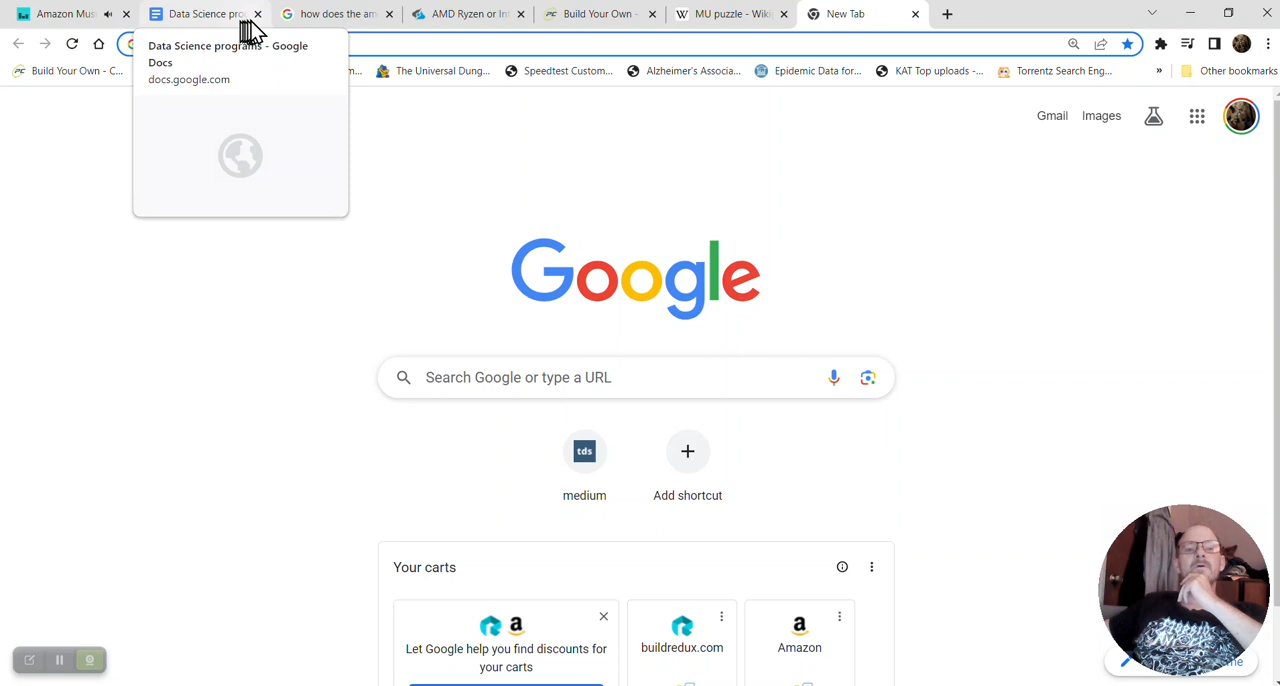 Amazon Mus
Data Science pro
how does the am
AMD Ryzen or Int
Build Your Own -
MU puzzle - Wiki
New Tab
Data Science programs - Google
Docs
docs.google.com
Build Your Own - C...
m...
The Universal Dung...
Speedtest Custom...
Alzheimer's Associa...
Epidemic Data for...
KAT Top uploads -...
Torrentz Search Eng...
»
Other bookmarks
Gmail
Images
Google
Search Google or type a URL
tds
medium
Add shortcut
Your carts
Let Google help you find discounts for
your carts
buildredux.com
a
Amazon